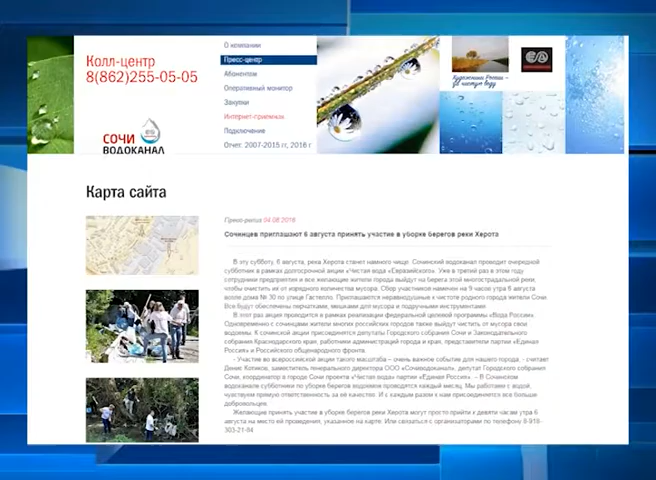 Колл-центр
8(862)255-05-05
СОЧИ
ВОДОКАНАЛ
О компании
Пресс-центр
Абонентам
Оперативный монитор
Закупки
Интернет-приемная
Подключение
Отчет 2007-2015 гг, 2016 г
Художники России –
за чистую воду
Карта сайта
Пресс-релиз 04.08.2016
Сочинцев приглашают 6 августа принять участие в уборке берегов реки Херота
В эту субботу, 6 августа, река Херота станет намного чище. Сочинский водоканал проводит очередной
субботник в рамках долгосрочной акции «Чистая вода «Евразийского». Уже в третий раз в этом году
сотрудники предприятия и все желающие жители города выйдут на берега этой многострадальной реки,
чтобы очистить их от изрядного количества мусора. Сбор участников намечен на 9 часов утра 6 августа
возле дома № 30 по улице Гастелло. Приглашаются неравнодушные к чистоте родного города жители Сочи.
Все будут обеспечены перчатками, мешками для мусора и подручными инструментами.
В этот раз акция проводится в рамках реализации федеральной целевой программы «Вода России».
Одновременно с сочинцами жители многих российских городов также выйдут чистить от мусора свои
водоемы. К сочинской акции присоединятся депутаты Городского собрания Сочи и Законодательного
собрания Краснодарского края, работники администраций города и края, представители партии «Единая
Россия» и Российского общенародного фронта.
- Участие во всероссийской акции такого масштаба – очень важное событие для нашего города, - считает
Денис Котиков, заместитель генерального директора ООО «Сочиводоканал», депутат Городского собрания
Сочи, координатор в городе Сочи проекта «Чистая вода» партии «Единая Россия». – В Сочинском
водоканале субботники по уборке берегов водоемов проводятся каждый месяц. Мы работаем с водой,
чувствуем прямую ответственность за её качество. И с каждым разом к нам присоединяется все больше
добровольцев.
Желающие принять участие в уборке берегов реки Херота могут просто прийти к девяти часам утра 6
августа на место её проведения, указанное на карте. Или связаться с организаторами по телефону 8-918-
303-21-84